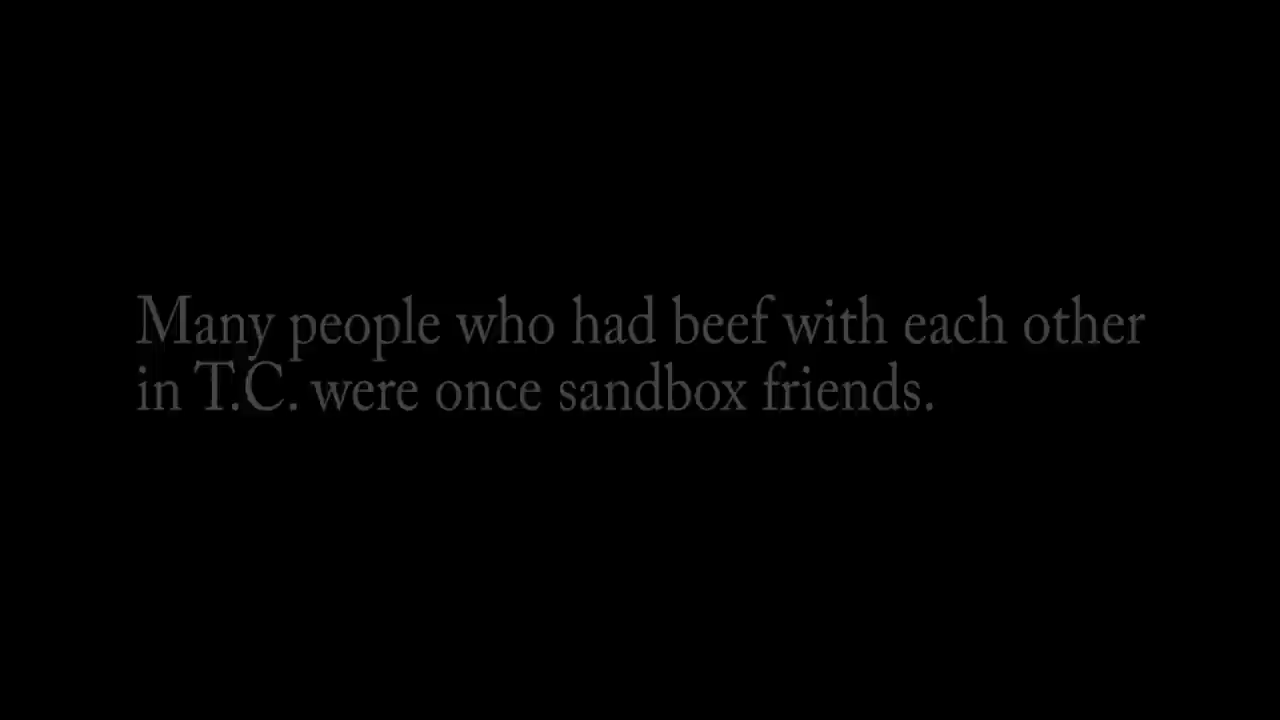 Many people who had beef with each other
in T.C. were once sandbox friends.